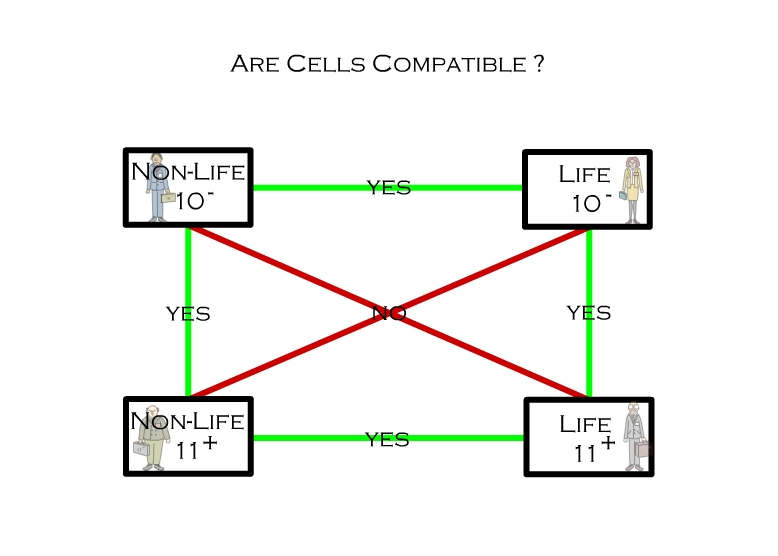 Are Cells Compatible ?
Non-Life
10-
YES
Life
10-
YES
NO
YES
Non-Life
11+
YES
Life
11+